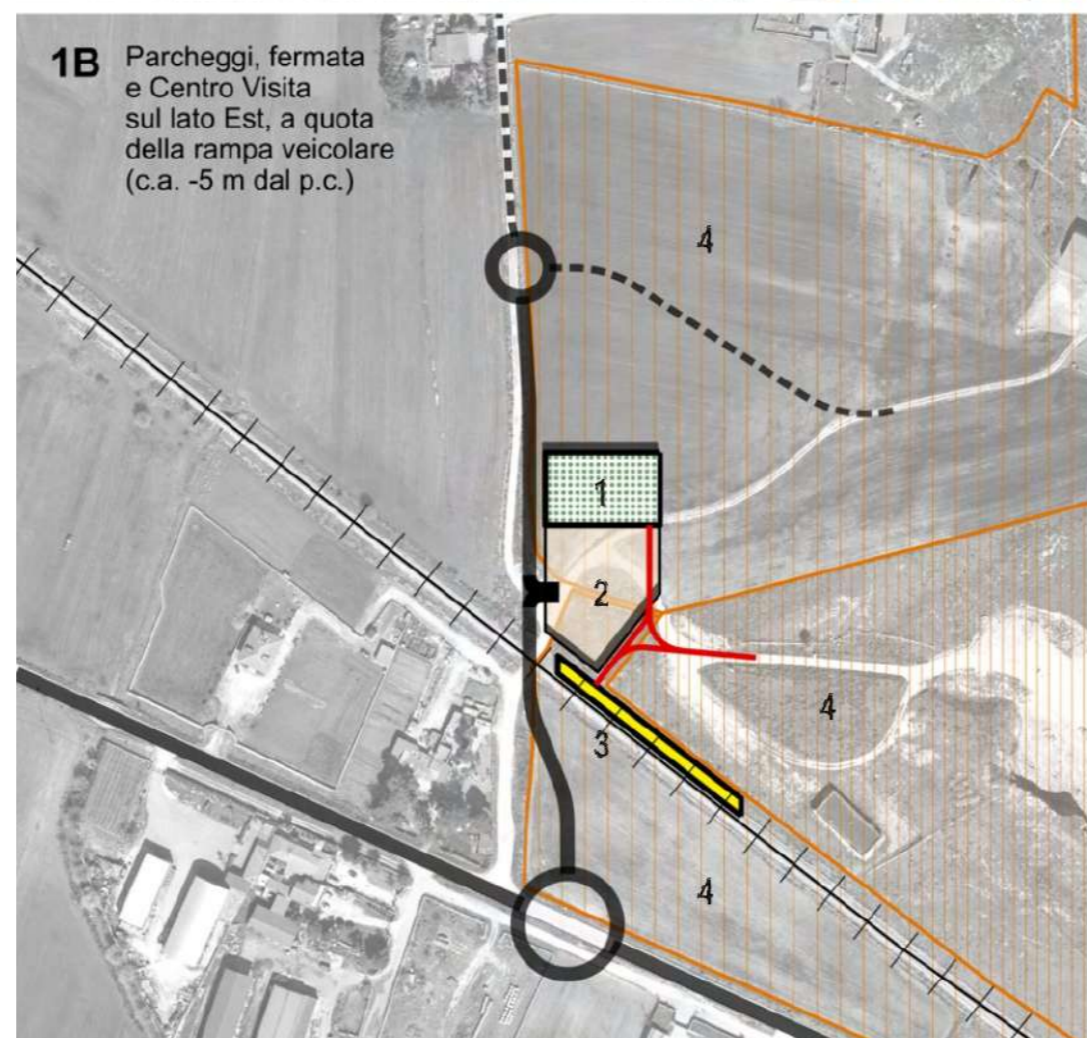 1B Parcheggi, fermata
e Centro Visita
sul lato Est, a quota
della rampa veicolare
(c.a. -5 m dal p.c.)
4
1
2
4
3
4